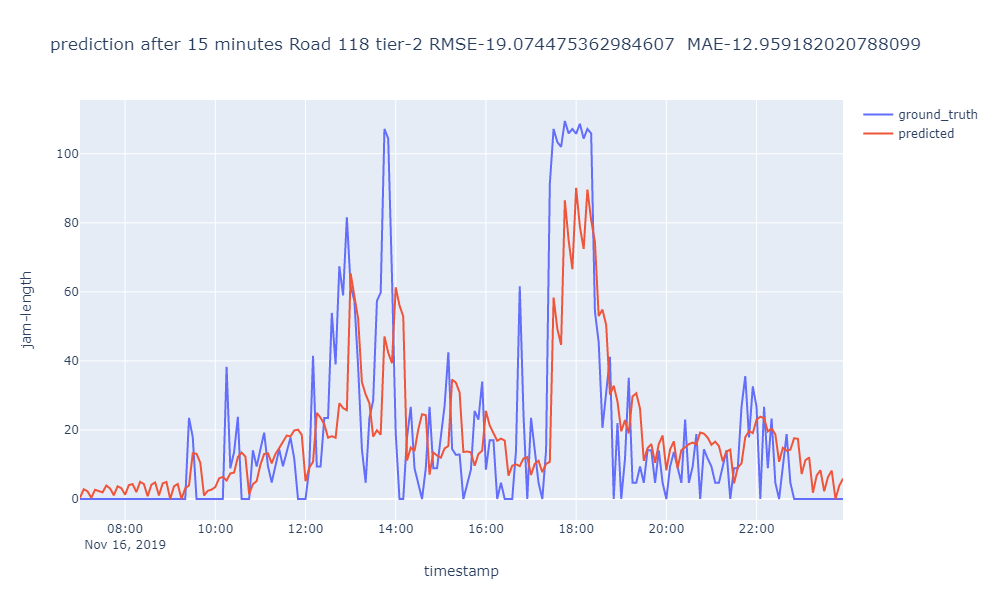 prediction after 15 minutes Road 118 tier-2 RMSE-19.074475362984607  MAE-12.959182020788099
ground_truth
predicted
jam-length
100
80
60
40
20
0
08:00 10:00 12:00 14:00 16:00 18:00 20:00 22:00
Nov 16, 2019
timestamp